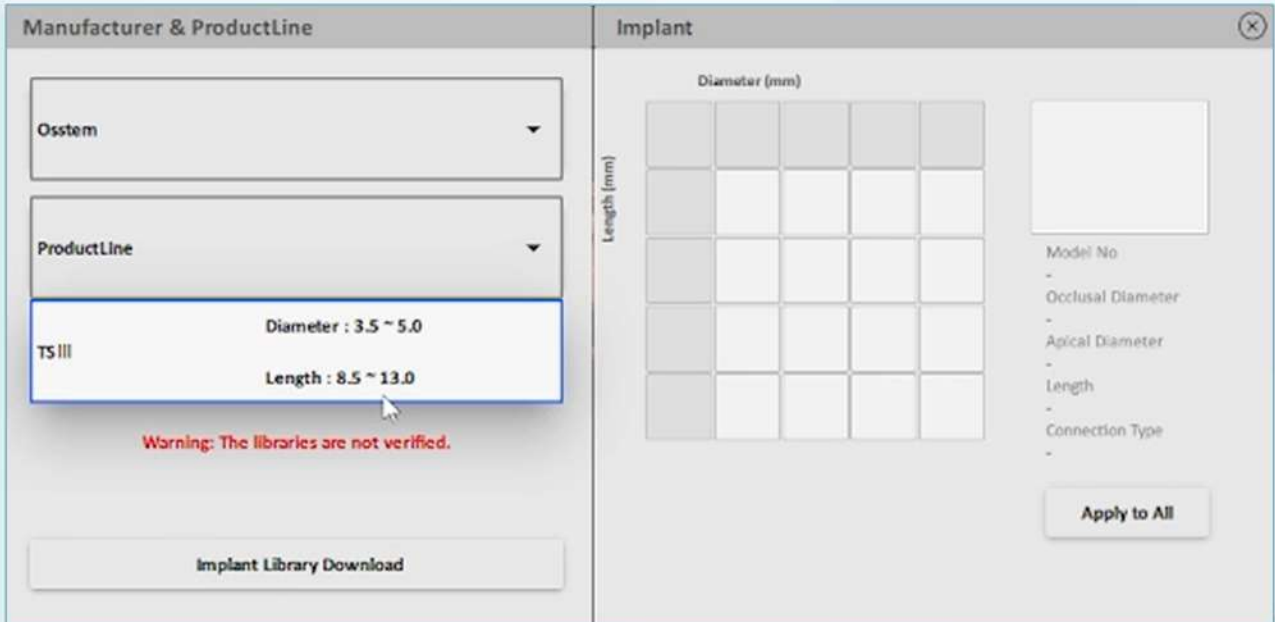 Manufacturer & ProductLine
Osstem
ProductLine
TSIII
Diameter : 3.5 ~ 5.0
Length : 8.5 ~ 13.0
Warning: The libraries are not verified.
Implant Library Download
Implant
Diameter (mm)
Length (mm)
Model No
-
Occlusal Diameter
-
Apical Diameter
-
Length
-
Connection Type
-
Apply to All